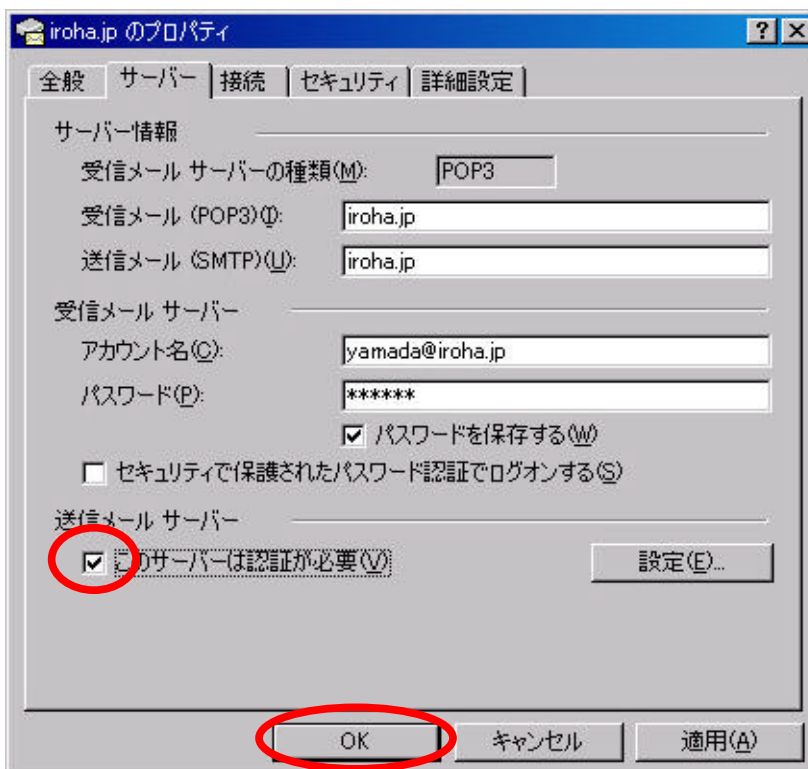 iroha.jp のプロパティ
全般 サーバー 接続 セキュリティ 詳細設定
サーバー情報
受信メール サーバーの種類(M): POP3
受信メール (POP3)(I): iroha.jp
送信メール (SMTP)(U): iroha.jp
受信メール サーバー
アカウント名(C): yamada@iroha.jp
パスワード(P): ******
パスワードを保存する(W)
セキュリティで保護されたパスワード認証でログオンする(S)
送信メール サーバー
このサーバーは認証が必要(V) 設定(E)...
OK キャンセル 適用(A)